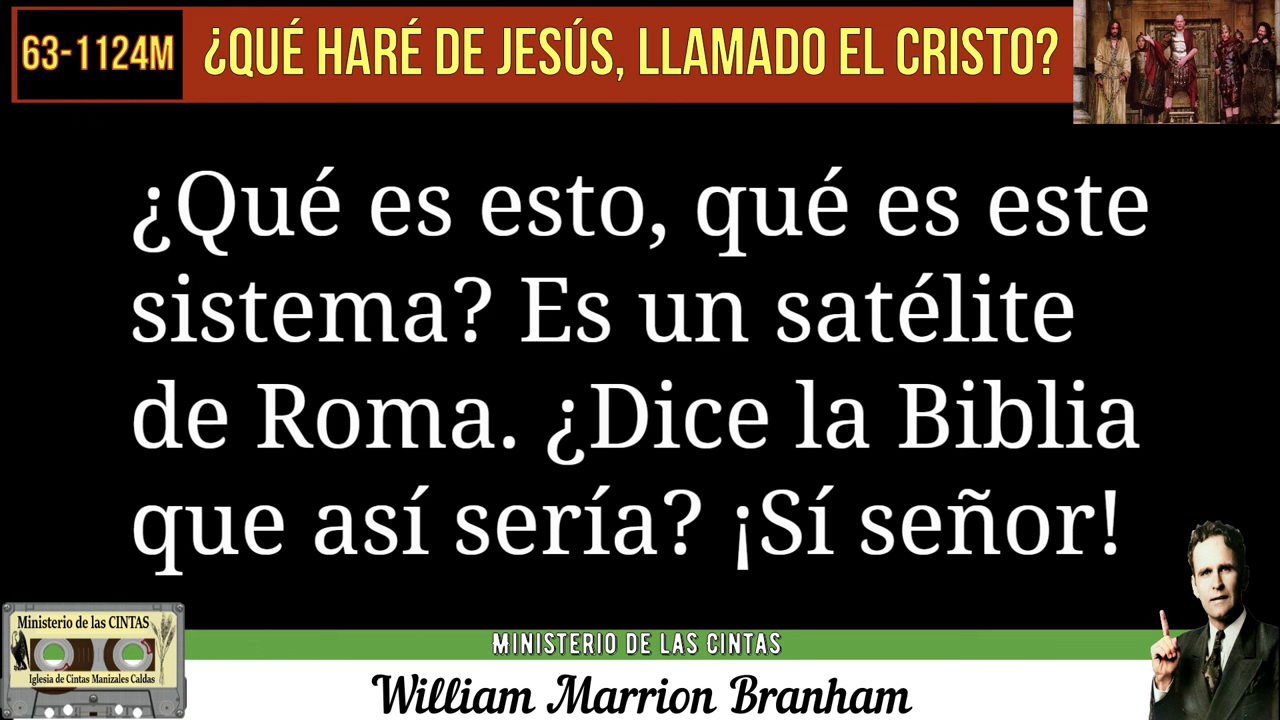 63-1124M
¿QUÉ HARÉ DE JESÚS, LLAMADO EL CRISTO?
¿Qué es esto, qué es este
sistema? Es un satélite
de Roma. ¿Dice la Biblia
que así sería? ¡Sí señor!
Ministerio de las CINTAS
Iglesia de Cintas Manizales Caldas
MINISTERIO DE LAS CINTAS
William Marrion Branham